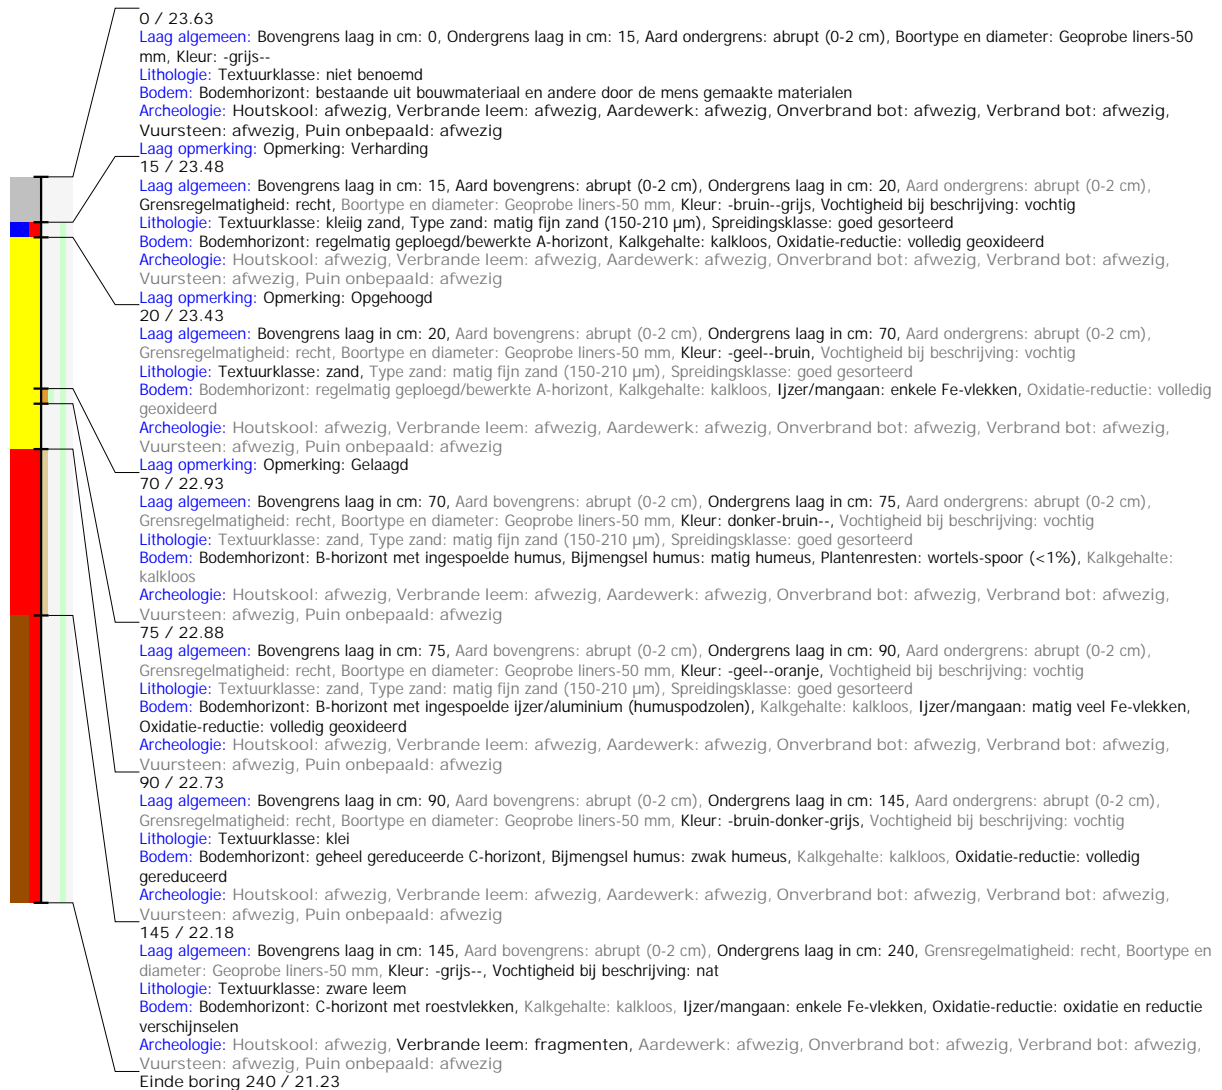 0 / 23.63
Laag algemeen: Bovengrens laag in cm: 0, Ondergrens laag in cm: 15, Aard ondergrens: abrupt (0-2 cm), Boortype en diameter: Geoprobe liners-50
mm, Kleur: -grijs--
Lithologie: Textuurklasse: niet benoemd
Bodem: Bodemhorizont: bestaande uit bouwmateriaal en andere door de mens gemaakte materialen
Archeologie: Houtskool: afwezig, Verbrande leem: afwezig, Aardewerk: afwezig, Onverbrand bot: afwezig, Verbrand bot: afwezig,
Vuursteen: afwezig, Puin onbepaald: afwezig
Laag opmerking: Opmerking: Verharding
15 / 23.48
Laag algemeen: Bovengrens laag in cm: 15, Aard bovengrens: abrupt (0-2 cm), Ondergrens laag in cm: 20, Aard ondergrens: abrupt (0-2 cm),
Grensregelmatigheid: recht, Boortype en diameter: Geoprobe liners-50 mm, Kleur: -bruin--grijs, Vochtigheid bij beschrijving: vochtig
Lithologie: Textuurklasse: kleiig zand, Type zand: matig fijn zand (150-210 µm), Spreidingsklasse: goed gesorteerd
Bodem: Bodemhorizont: regelmatig geploegd/bewerkte A-horizont, Kalkgehalte: kalkloos, Oxidatie-reductie: volledig geoxideerd
Archeologie: Houtskool: afwezig, Verbrande leem: afwezig, Aardewerk: afwezig, Onverbrand bot: afwezig, Verbrand bot: afwezig,
Vuursteen: afwezig, Puin onbepaald: afwezig
Laag opmerking: Opmerking: Opgehoogd
20 / 23.43
Laag algemeen: Bovengrens laag in cm: 20, Aard bovengrens: abrupt (0-2 cm), Ondergrens laag in cm: 70, Aard ondergrens: abrupt (0-2 cm),
Grensregelmatigheid: recht, Boortype en diameter: Geoprobe liners-50 mm, Kleur: -geel--bruin, Vochtigheid bij beschrijving: vochtig
Lithologie: Textuurklasse: zand, Type zand: matig fijn zand (150-210 µm), Spreidingsklasse: goed gesorteerd
Bodem: Bodemhorizont: regelmatig geploegd/bewerkte A-horizont, Kalkgehalte: kalkloos, Ijzer/mangaan: enkele Fe-vlekken, Oxidatie-reductie: volledig
geoxideerd
Archeologie: Houtskool: afwezig, Verbrande leem: afwezig, Aardewerk: afwezig, Onverbrand bot: afwezig, Verbrand bot: afwezig,
Vuursteen: afwezig, Puin onbepaald: afwezig
Laag opmerking: Opmerking: Gelaagd
70 / 22.93
Laag algemeen: Bovengrens laag in cm: 70, Aard bovengrens: abrupt (0-2 cm), Ondergrens laag in cm: 75, Aard ondergrens: abrupt (0-2 cm),
Grensregelmatigheid: recht, Boortype en diameter: Geoprobe liners-50 mm, Kleur: donker-bruin--, Vochtigheid bij beschrijving: vochtig
Lithologie: Textuurklasse: zand, Type zand: matig fijn zand (150-210 µm), Spreidingsklasse: goed gesorteerd
Bodem: Bodemhorizont: B-horizont met ingespoelde humus, Bijmengsel humus: matig humeus, Plantenresten: wortels-spoor (<1%), Kalkgehalte:
kalkloos
Archeologie: Houtskool: afwezig, Verbrande leem: afwezig, Aardewerk: afwezig, Onverbrand bot: afwezig, Verbrand bot: afwezig,
Vuursteen: afwezig, Puin onbepaald: afwezig
75 / 22.88
Laag algemeen: Bovengrens laag in cm: 75, Aard bovengrens: abrupt (0-2 cm), Ondergrens laag in cm: 90, Aard ondergrens: abrupt (0-2 cm),
Grensregelmatigheid: recht, Boortype en diameter: Geoprobe liners-50 mm, Kleur: -geel--oranje, Vochtigheid bij beschrijving: vochtig
Lithologie: Textuurklasse: zand, Type zand: matig fijn zand (150-210 µm), Spreidingsklasse: goed gesorteerd
Bodem: Bodemhorizont: B-horizont met ingespoelde ijzer/aluminium (humuspodzolen), Kalkgehalte: kalkloos, Ijzer/mangaan: matig veel Fe-vlekken,
Oxidatie-reductie: volledig geoxideerd
Archeologie: Houtskool: afwezig, Verbrande leem: afwezig, Aardewerk: afwezig, Onverbrand bot: afwezig, Verbrand bot: afwezig,
Vuursteen: afwezig, Puin onbepaald: afwezig
90 / 22.73
Laag algemeen: Bovengrens laag in cm: 90, Aard bovengrens: abrupt (0-2 cm), Ondergrens laag in cm: 145, Aard ondergrens: abrupt (0-2 cm),
Grensregelmatigheid: recht, Boortype en diameter: Geoprobe liners-50 mm, Kleur: -bruin-donker-grijs, Vochtigheid bij beschrijving: vochtig
Lithologie: Textuurklasse: klei
Bodem: Bodemhorizont: geheel gereduceerde C-horizont, Bijmengsel humus: zwak humeus, Kalkgehalte: kalkloos, Oxidatie-reductie: volledig
gereduceerd
Archeologie: Houtskool: afwezig, Verbrande leem: afwezig, Aardewerk: afwezig, Onverbrand bot: afwezig, Verbrand bot: afwezig,
Vuursteen: afwezig, Puin onbepaald: afwezig
145 / 22.18
Laag algemeen: Bovengrens laag in cm: 145, Aard bovengrens: abrupt (0-2 cm), Ondergrens laag in cm: 240, Grensregelmatigheid: recht, Boortype en
diameter: Geoprobe liners-50 mm, Kleur: -grijs--, Vochtigheid bij beschrijving: nat
Lithologie: Textuurklasse: zware leem
Bodem: Bodemhorizont: C-horizont met roestvlekken, Kalkgehalte: kalkloos, Ijzer/mangaan: enkele Fe-vlekken, Oxidatie-reductie: oxidatie en reductie
verschijnselen
Archeologie: Houtskool: afwezig, Verbrande leem: fragmenten, Aardewerk: afwezig, Onverbrand bot: afwezig, Verbrand bot: afwezig,
Vuursteen: afwezig, Puin onbepaald: afwezig
Einde boring 240 / 21.23